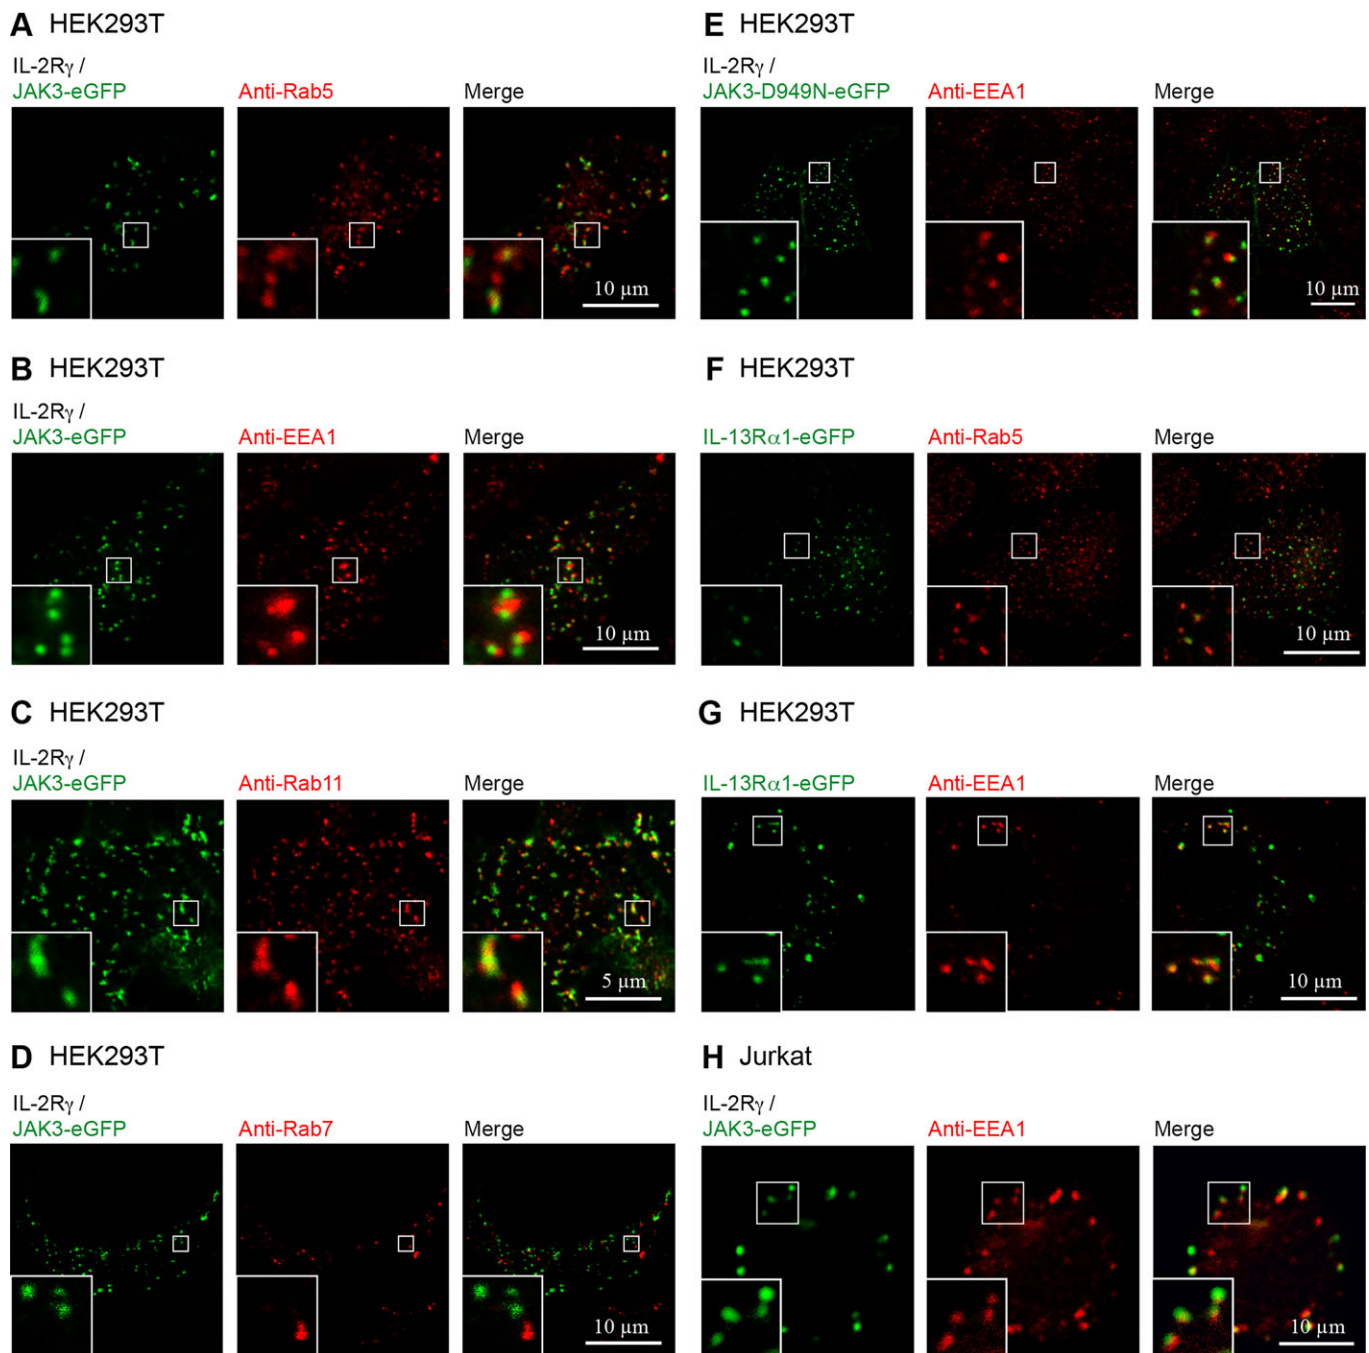 A HEK293T
IL-2Rγ /
JAK3-eGFP Anti-Rab5 Merge
10 µm
B HEK293T
IL-2Rγ /
JAK3-eGFP Anti-EEA1 Merge
10 µm
C HEK293T
IL-2Rγ /
JAK3-eGFP Anti-Rab11 Merge
5 µm
D HEK293T
IL-2Rγ /
JAK3-eGFP Anti-Rab7 Merge
10 µm
E HEK293T
IL-2Rγ /
JAK3-D949N-eGFP Anti-EEA1 Merge
10 µm
F HEK293T
IL-13Rα1-eGFP Anti-Rab5 Merge
10 µm
G HEK293T
IL-13Rα1-eGFP Anti-EEA1 Merge
10 µm
H Jurkat
IL-2Rγ /
JAK3-eGFP Anti-EEA1 Merge
10 µm